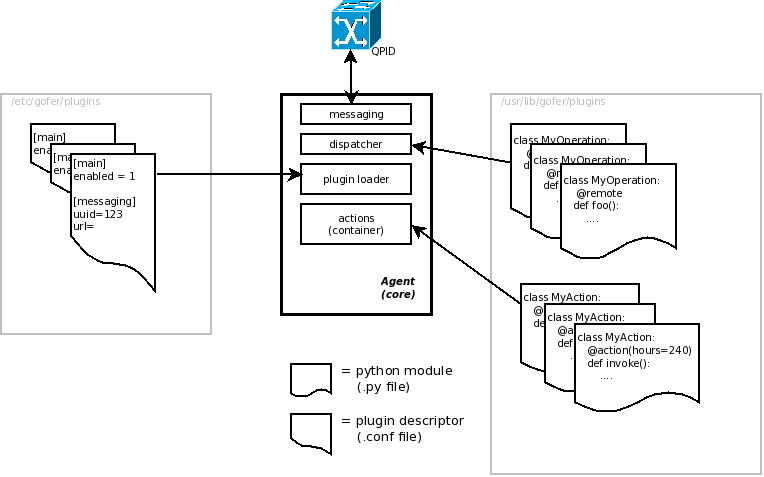 QPID
/etc/gofer/plugins
[main]
ena
[ma
ena
[main]
enabled = 1
[messaging]
uuid=123
url=
messaging
dispatcher
plugin loader
actions
(container)
Agent
(core)
/usr/lib/gofer/plugins
class MyOperation:
@
de
class MyOperation:
@re
def
...
class MyOperation:
@remote
def foo():
....
class MyAction:
@
de
class MyAction:
@a
def
...
class MyAction:
@action(hours=240)
def invoke():
....
= python module
(.py file)
= plugin descriptor
(.conf file)